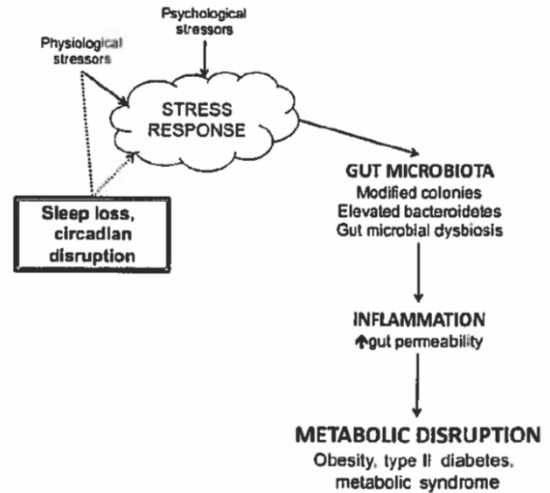 Psychological
stressors
Physiological
stressors
STRESS
RESPONSE
Sleep loss,
circadian
disruption
GUT MICROBIOTA
Modified colonies
Elevated bacteroidetes
Gut microbial dysbiosis
INFLAMMATION
↑gut permeability
METABOLIC DISRUPTION
Obesity, type II diabetes,
metabolic syndrome